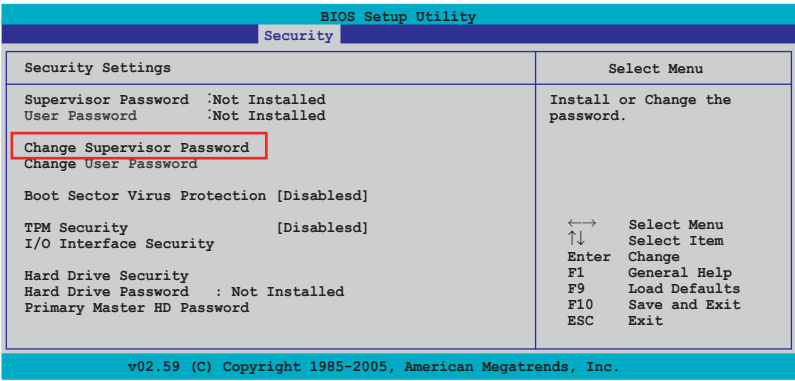 BIOS Setup Utility
Security
Security Settings
Supervisor Password :Not Installed
User Password :Not Installed
Change Supervisor Password
Change User Password
Boot Sector Virus Protection [Disablesd]
TPM Security [Disablesd]
I/O Interface Security
Hard Drive Security
Hard Drive Password : Not Installed
Primary Master HD Password
Select Menu
Install or Change the
password.
←→ Select Menu
↑↓ Select Item
Enter Change
F1 General Help
F9 Load Defaults
F10 Save and Exit
ESC Exit
v02.59 (C) Copyright 1985-2005, American Megatrends, Inc.